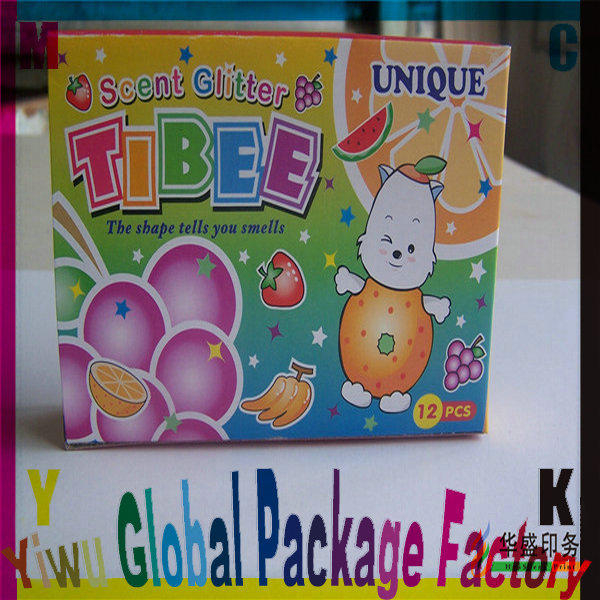 M
C
Scent Glitter
UNIQUE
TIBEE
The shape tells you smells
12 PCS
Y
K
Yiwu Global Package Factory
华盛印务